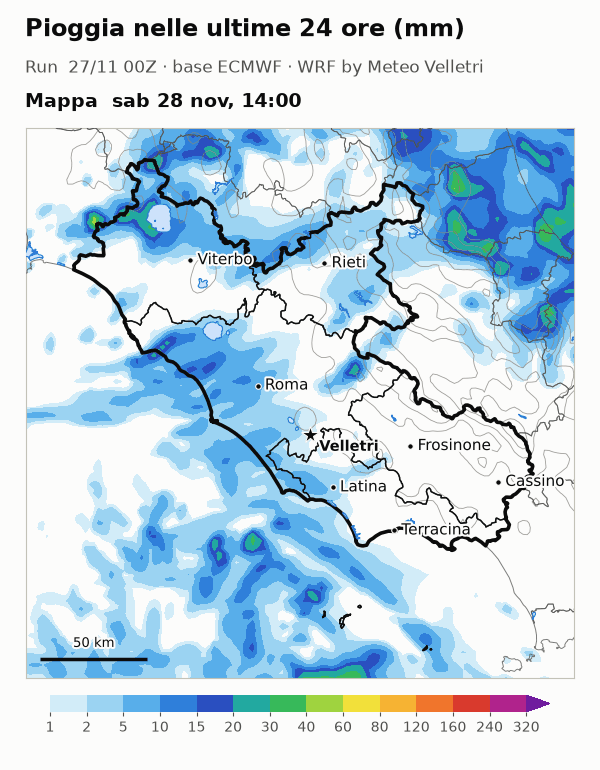 Pioggia nelle ultime 24 ore (mm)
Run 27/11 00Z · base ECMWF · WRF by Meteo Velletri
Mappa sab 28 nov, 14:00
Viterbo
Rieti
Roma
Velletri
Frosinone
Latina
Cassino
Terracina
50 km
1 2 5 10 15 20 30 40 60 80 120 160 240 320